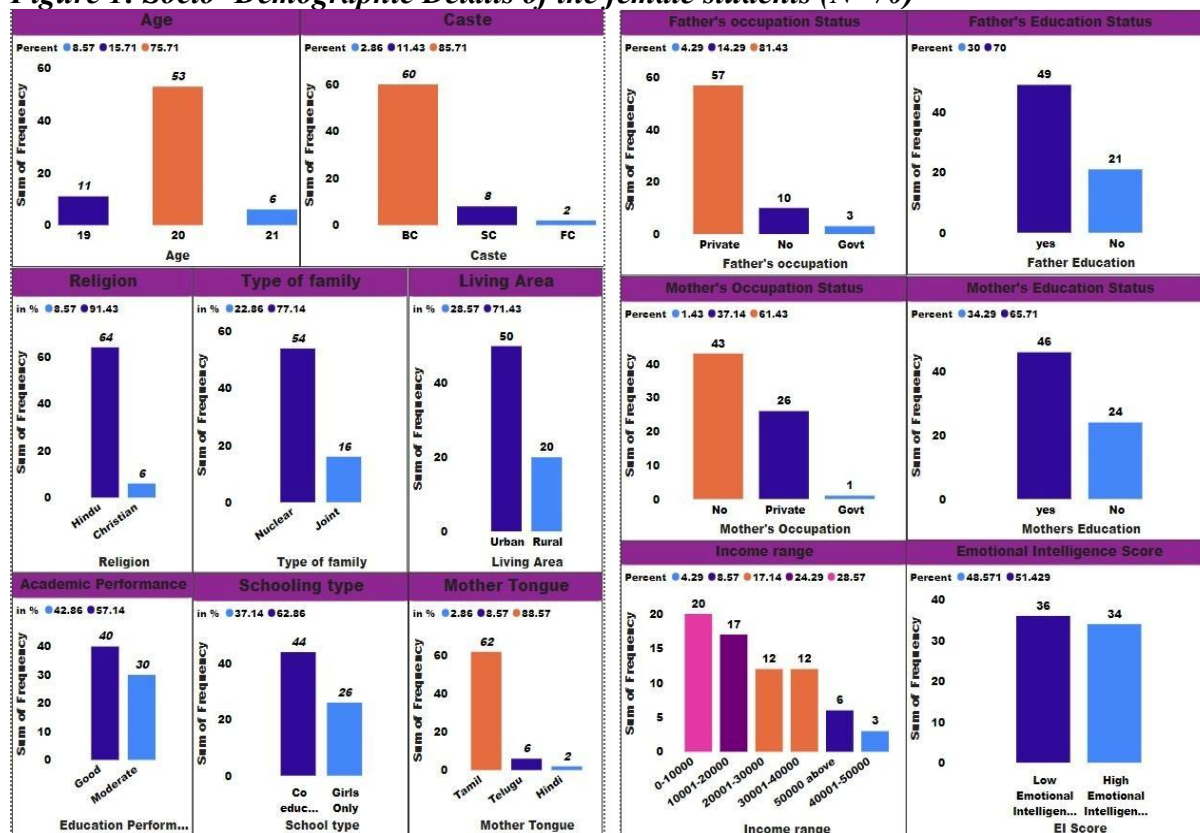 Figure 1: Socio- Demographic Details of the female students (N=70)
Age
Percent 8.57 15.71 75.71
Sum of Frequency
60
40
20
0
11
53
6
19 20 21
Age
Caste
Percent 2.86 11.43 85.71
Sum of Frequency
60
40
20
0
60
8
2
BC SC FC
Caste
Father's occupation Status
Percent 4.29 14.29 81.43
Sum of Frequency
60
40
20
0
57
10
3
Private No Govt
Father's occupation
Father's Education Status
Percent 30 70
Sum of Frequency
40
20
0
49
21
yes No
Father Education
Religion
in % 8.57 91.43
Sum of Frequency
60
40
20
0
64
6
Hindu Christian
Religion
Type of family
in % 22.86 77.14
Sum of Frequency
60
40
20
0
54
16
Nuclear Joint
Type of family
Living Area
in % 28.57 71.43
Sum of Frequency
40
20
0
50
20
Urban Rural
Living Area
Mother's Occupation Status
Percent 1.43 37.14 61.43
Sum of Frequency
40
30
20
10
0
43
26
1
No Private Govt
Mother's Occupation
Mother's Education Status
Percent 34.29 65.71
Sum of Frequency
40
20
0
46
24
yes No
Mothers Education
Academic Performance
in % 42.86 57.14
Sum of Frequency
40
30
20
10
0
40
30
Good Moderate
Education Perform...
Schooling type
in % 37.14 62.86
Sum of Frequency
40
20
0
44
26
Co Girls
educ... Only
School type
Mother Tongue
in % 2.86 8.57 88.57
Sum of Frequency
60
40
20
0
62
6
2
Tamil Telugu Hindi
Mother Tongue
Income range
Percent 4.29 8.57 17.14 24.29 28.57
Sum of Frequency
20
15
10
5
0
20
17
12
12
6
3
0-10000 10001-20000 20001-30000 30001-40000 50000 above 40001-50000
Income range
Emotional Intelligence Score
Percent 48.571 51.429
Sum of Frequency
40
30
20
10
0
36
34
Low High
Emotional Emotional
Intelligen... Intelligen...
EI Score